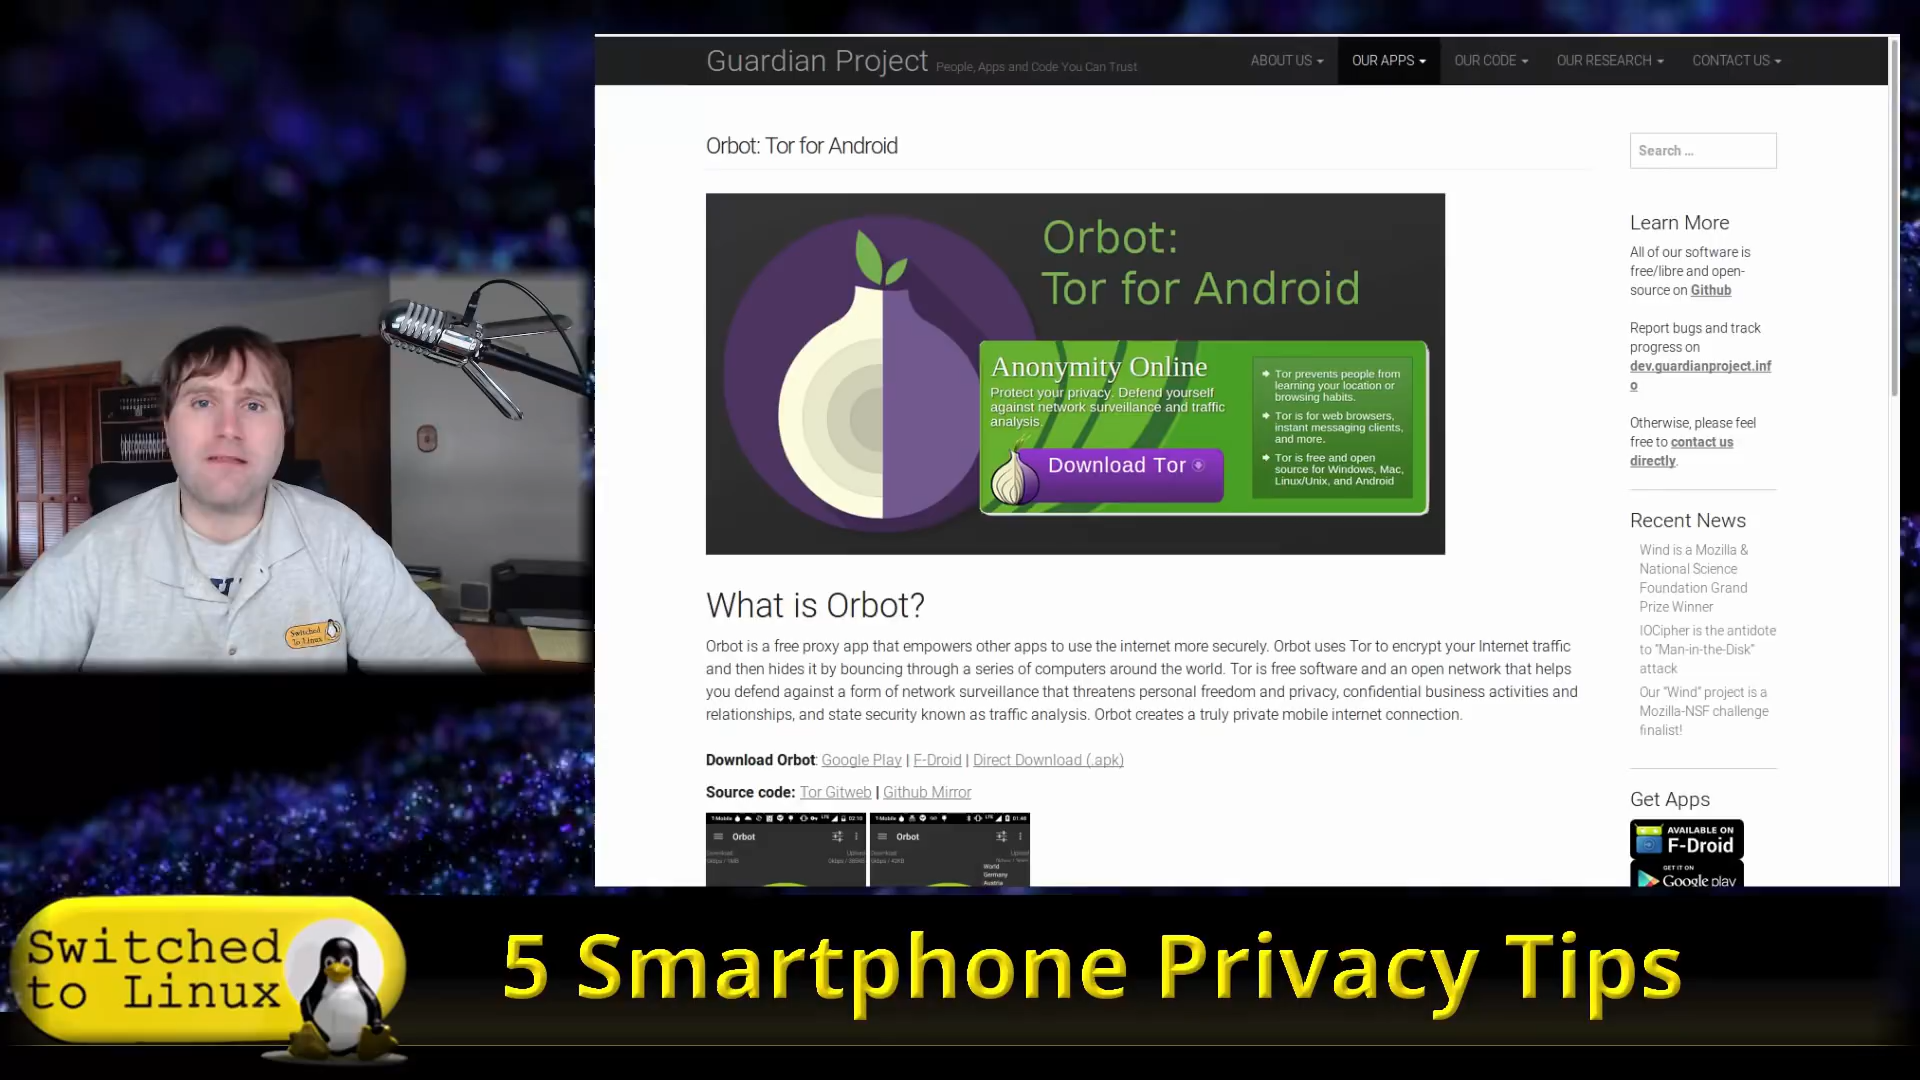 Guardian Project People, Apps and Code You Can Trust
ABOUT US OUR APPS OUR CODE OUR RESEARCH CONTACT US
Orbot: Tor for Android
Orbot:
Tor for Android
Anonymity Online
Protect your privacy. Defend yourself
against network surveillance and traffic
analysis.
Download Tor
Tor prevents people from
learning your location or
browsing habits.
Tor is for web browsers,
instant messaging clients,
and more.
Tor is free and open
source for Windows, Mac,
Linux/Unix, and Android
What is Orbot?
Orbot is a free proxy app that empowers other apps to use the internet more securely. Orbot uses Tor to encrypt your Internet traffic
and then hides it by bouncing through a series of computers around the world. Tor is free software and an open network that helps
you defend against a form of network surveillance that threatens personal freedom and privacy, confidential business activities and
relationships, and state security known as traffic analysis. Orbot creates a truly private mobile internet connection.
Download Orbot: Google Play | F-Droid | Direct Download (.apk)
Source code: Tor Gitweb | Github Mirror
Orbot
Orbot
World
Germany
Austria
Search ...
Learn More
All of our software is
free/libre and open-
source on Github
Report bugs and track
progress on
dev.guardianproject.inf
o
Otherwise, please feel
free to contact us
directly.
Recent News
Wind is a Mozilla &
National Science
Foundation Grand
Prize Winner
IOCipher is the antidote
to “Man-in-the-Disk”
attack
Our “Wind” project is a
Mozilla-NSF challenge
finalist!
Get Apps
AVAILABLE ON
F-Droid
GET IT ON
Google play
Switched
to Linux
Switched
to Linux
5 Smartphone Privacy Tips